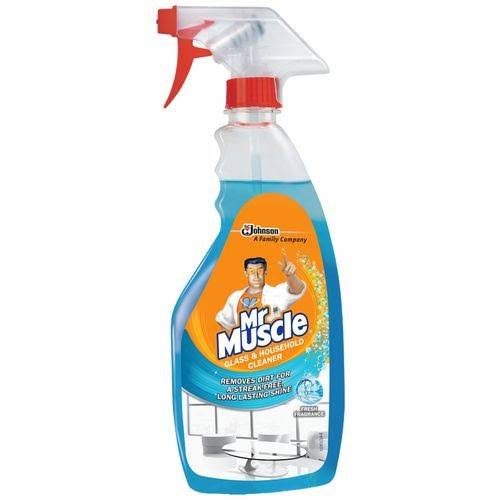 SC Johnson
A Family Company
Mr
Muscle
GLASS & HOUSEHOLD
CLEANER
REMOVES DIRT FOR
A STREAK FREE,
LONG LASTING SHINE
FRESH
FRAGRANCE